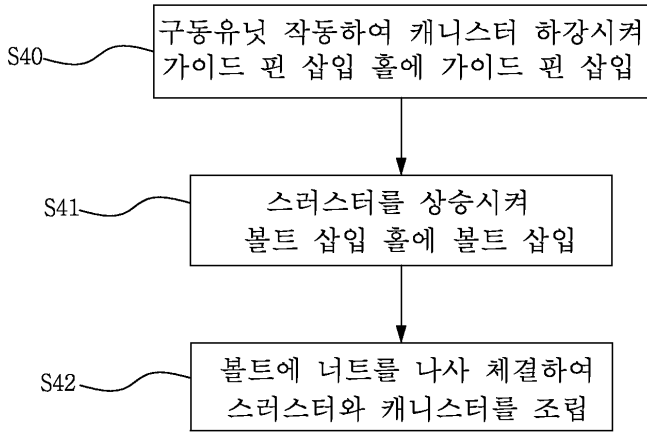 S40
구동유닛 작동하여 캐니스터 하강시켜
가이드 핀 삽입 홀에 가이드 핀 삽입
S41
스러스터를 상승시켜
볼트 삽입 홀에 볼트 삽입
S42
볼트에 너트를 나사 체결하여
스러스터와 캐니스터를 조립